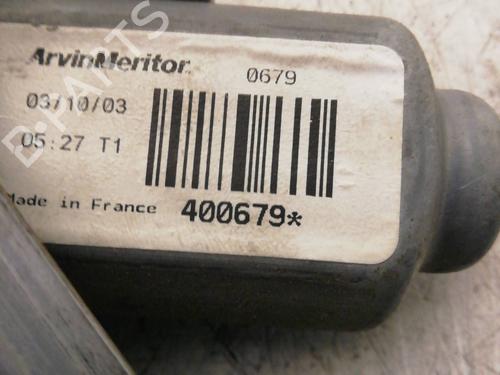 ArvinMeritor 0679
03/10/03
05:27 T1
Made in France 400679*
B-PARTS